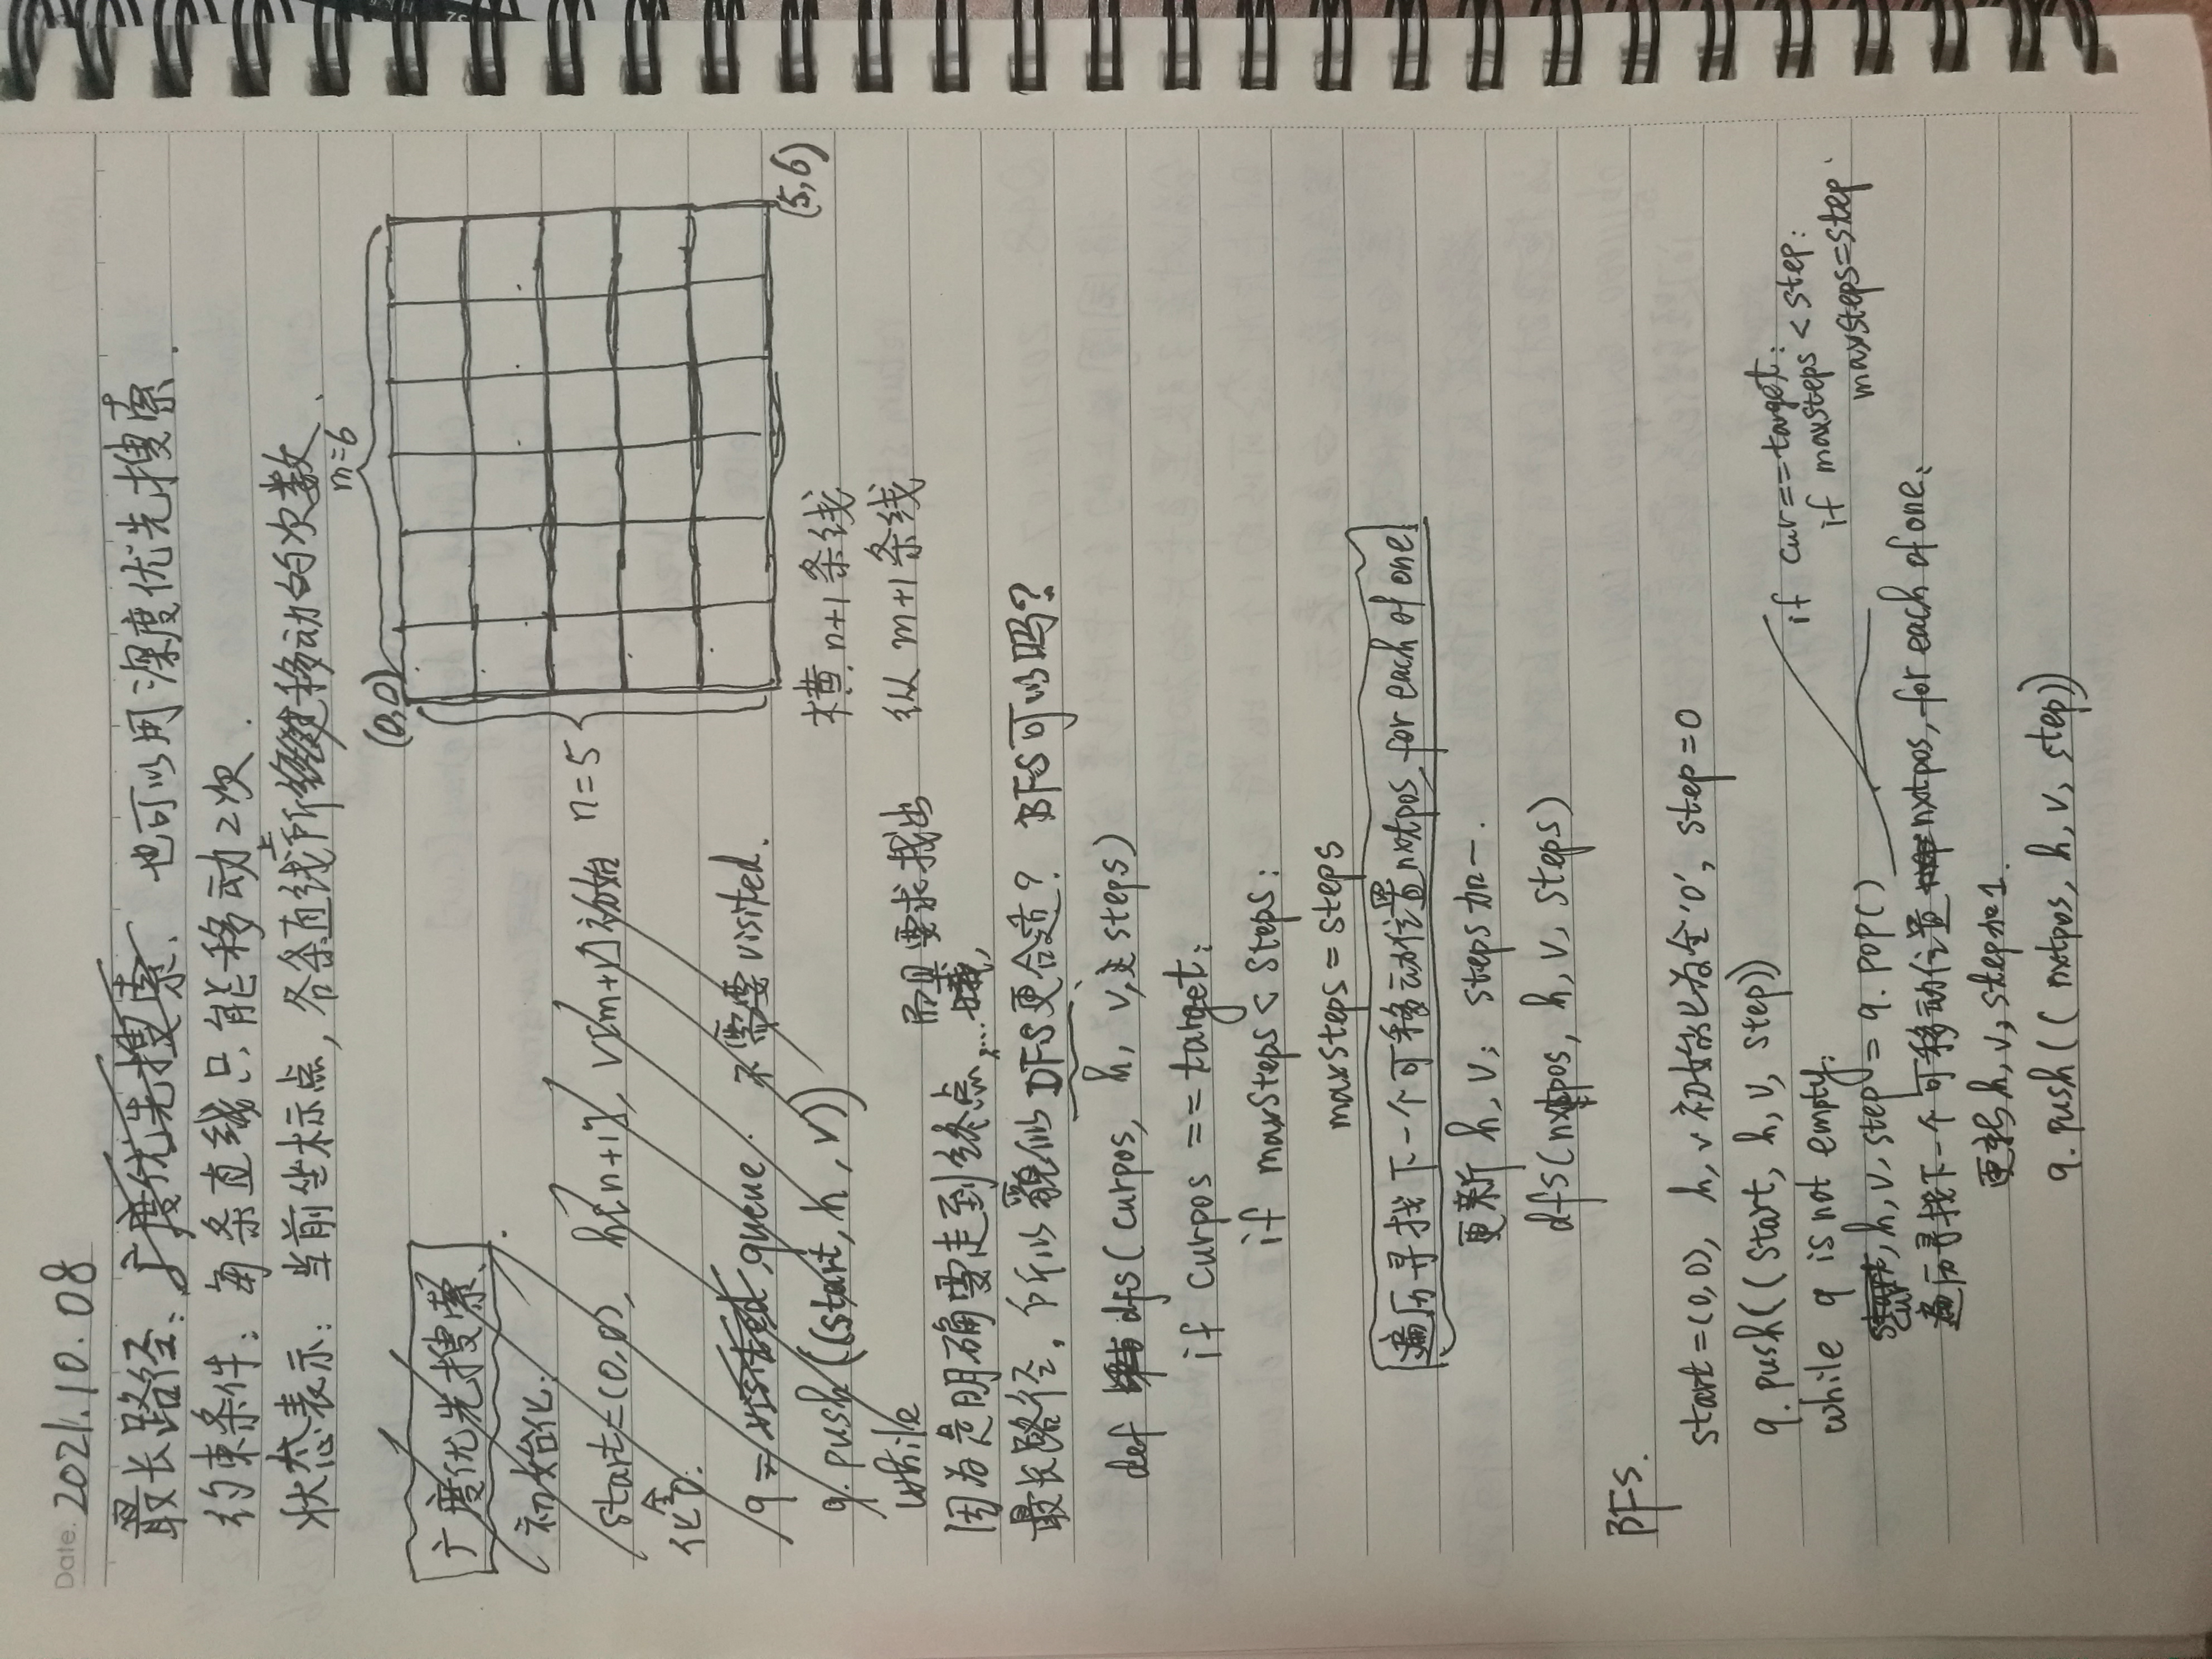 Date. 2021.10.08
最长路径: 广度优先搜索. 也可以用深度优先搜索.
约束条件: 每条直线只能移动2次.
状态表示: 当前坐标点, 各条直线上所移动的次数.
m=6
(0,0)
广度优先搜索.
初始化:
start=(0,0), h[n+1], v[m+1]初始
n=5
化全0.
q = visited queue. 不需要visited.
(5,6)
q.push((start, h, v))
横 n+1条线
while
纵 m+1条线
而且要求找出
因为是明确要走到终点,...
最长路径, 所以貌似DFS更合适? BFS可以吗?
def dfs(curpos, h, v, steps)
if curpos == target:
if maxsteps < steps:
maxsteps = steps
遍历寻找下一个可移动位置nxtpos, for each of one
更新 h, v; steps加一.
dfs(nxtpos, h, v, steps)
BFS.
start=(0,0), h, v初始化为全'0', step=0
q.push((start, h, v, step))
while q is not empty:
if cur==target:
if maxsteps < step:
maxsteps=step
start, cur, h, v, step = q.pop()
遍历寻找下一个可移动位置 nxtpos, for each of one:
更新h, v, step加1.
q.push((nxtpos, h, v, step))